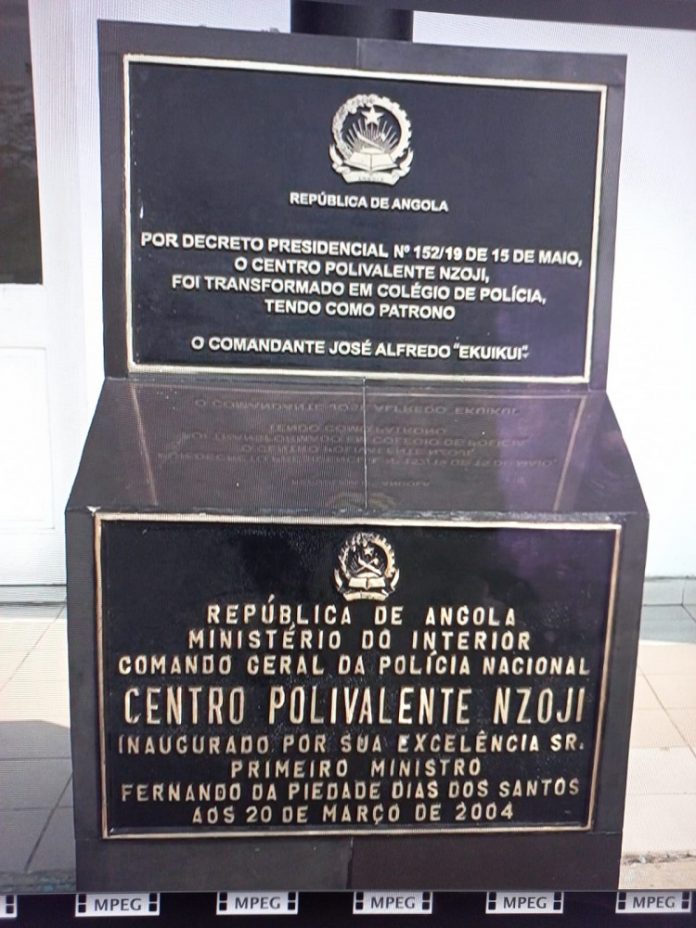 REPÚBLICA DE ANGOLA
POR DECRETO PRESIDENCIAL Nº 152/19 DE 15 DE MAIO,
O CENTRO POLIVALENTE NZOJI,
FOI TRANSFORMADO EM COLÉGIO DE POLÍCIA,
TENDO COMO PATRONO
O COMANDANTE JOSÉ ALFREDO "EKUIKUI"
REPÚBLICA DE ANGOLA
MINISTÉRIO DO INTERIOR
COMANDO GERAL DA POLÍCIA NACIONAL
CENTRO POLIVALENTE NZOJI
INAUGURADO POR SUA EXCELÊNCIA SR.
PRIMEIRO MINISTRO
FERNANDO DA PIEDADE DIAS DOS SANTOS
AOS 20 DE MARÇO DE 2004
MPEG MPEG MPEG MPEG MPEG